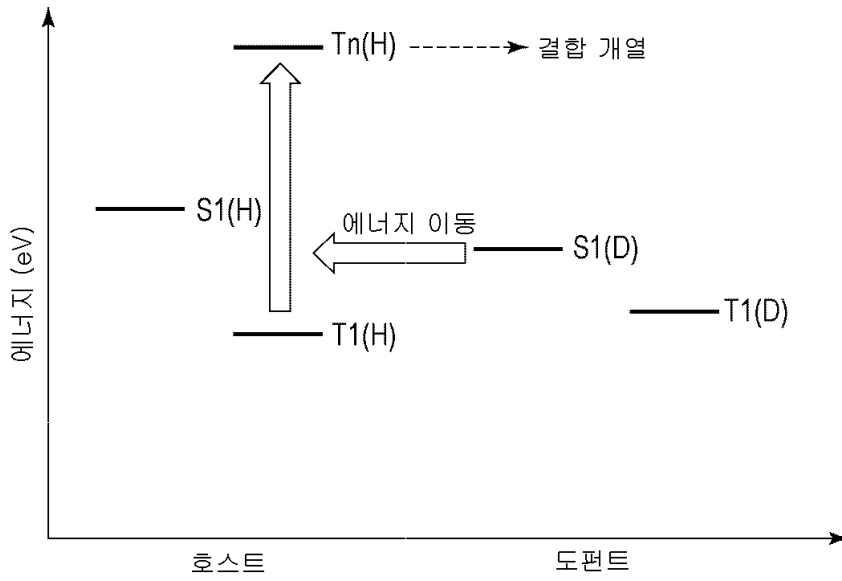 Tn(H)
결합 개열
S1(H)
에너지 이동
S1(D)
T1(D)
T1(H)
에너지 (eV)
호스트
도펀트